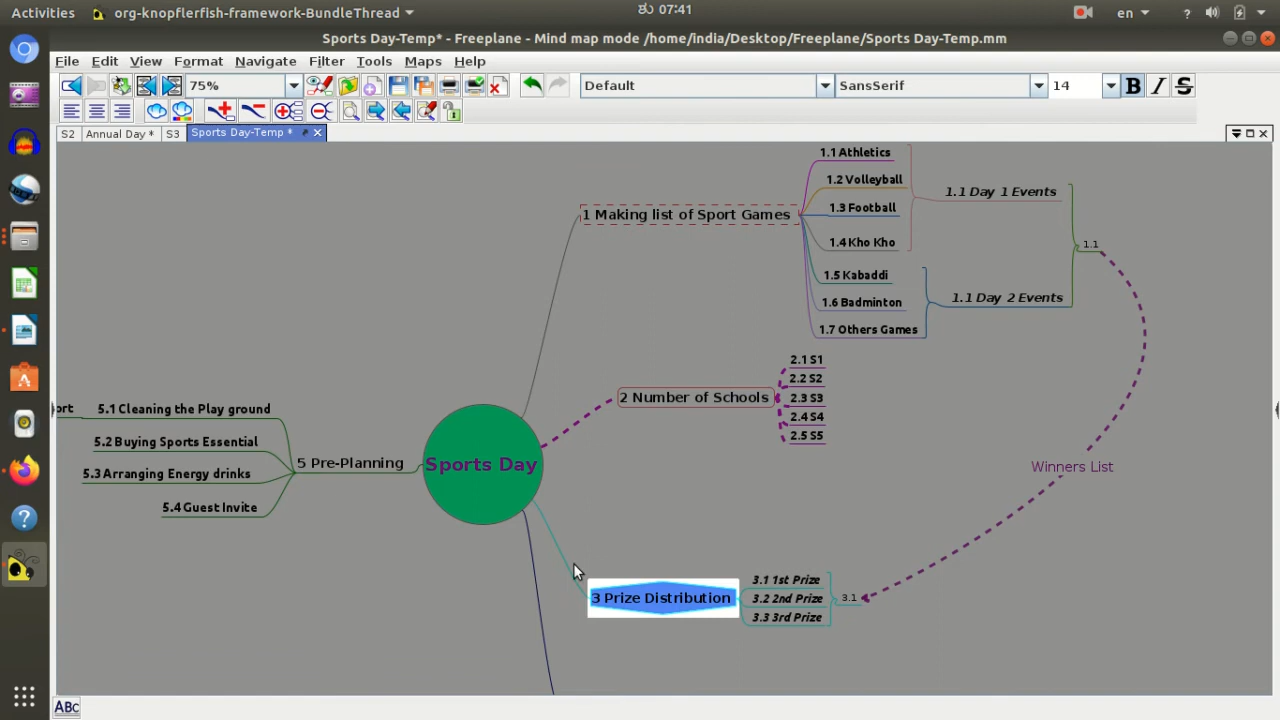 Activities org-knopflerfish-framework-BundleThread ಶ 07:41 en
Sports Day-Temp* - Freeplane - Mind map mode /home/india/Desktop/Freeplane/Sports Day-Temp.mm
File Edit View Format Navigate Filter Tools Maps Help
75% Default SansSerif 14 B I S
S2 Annual Day * S3 Sports Day-Temp *
1 Making list of Sport Games
1.1 Athletics
1.2 Volleyball
1.3 Football
1.4 Kho Kho
1.5 Kabaddi
1.6 Badminton
1.7 Others Games
1.1 Day 1 Events
1.1 Day 2 Events
1.1
2 Number of Schools
2.1 S1
2.2 S2
2.3 S3
2.4 S4
2.5 S5
Winners List
Sports Day
5 Pre-Planning
ort 5.1 Cleaning the Play ground
5.2 Buying Sports Essential
5.3 Arranging Energy drinks
5.4 Guest Invite
3 Prize Distribution
3.1 1st Prize
3.2 2nd Prize
3.3 3rd Prize
3.1
ABC